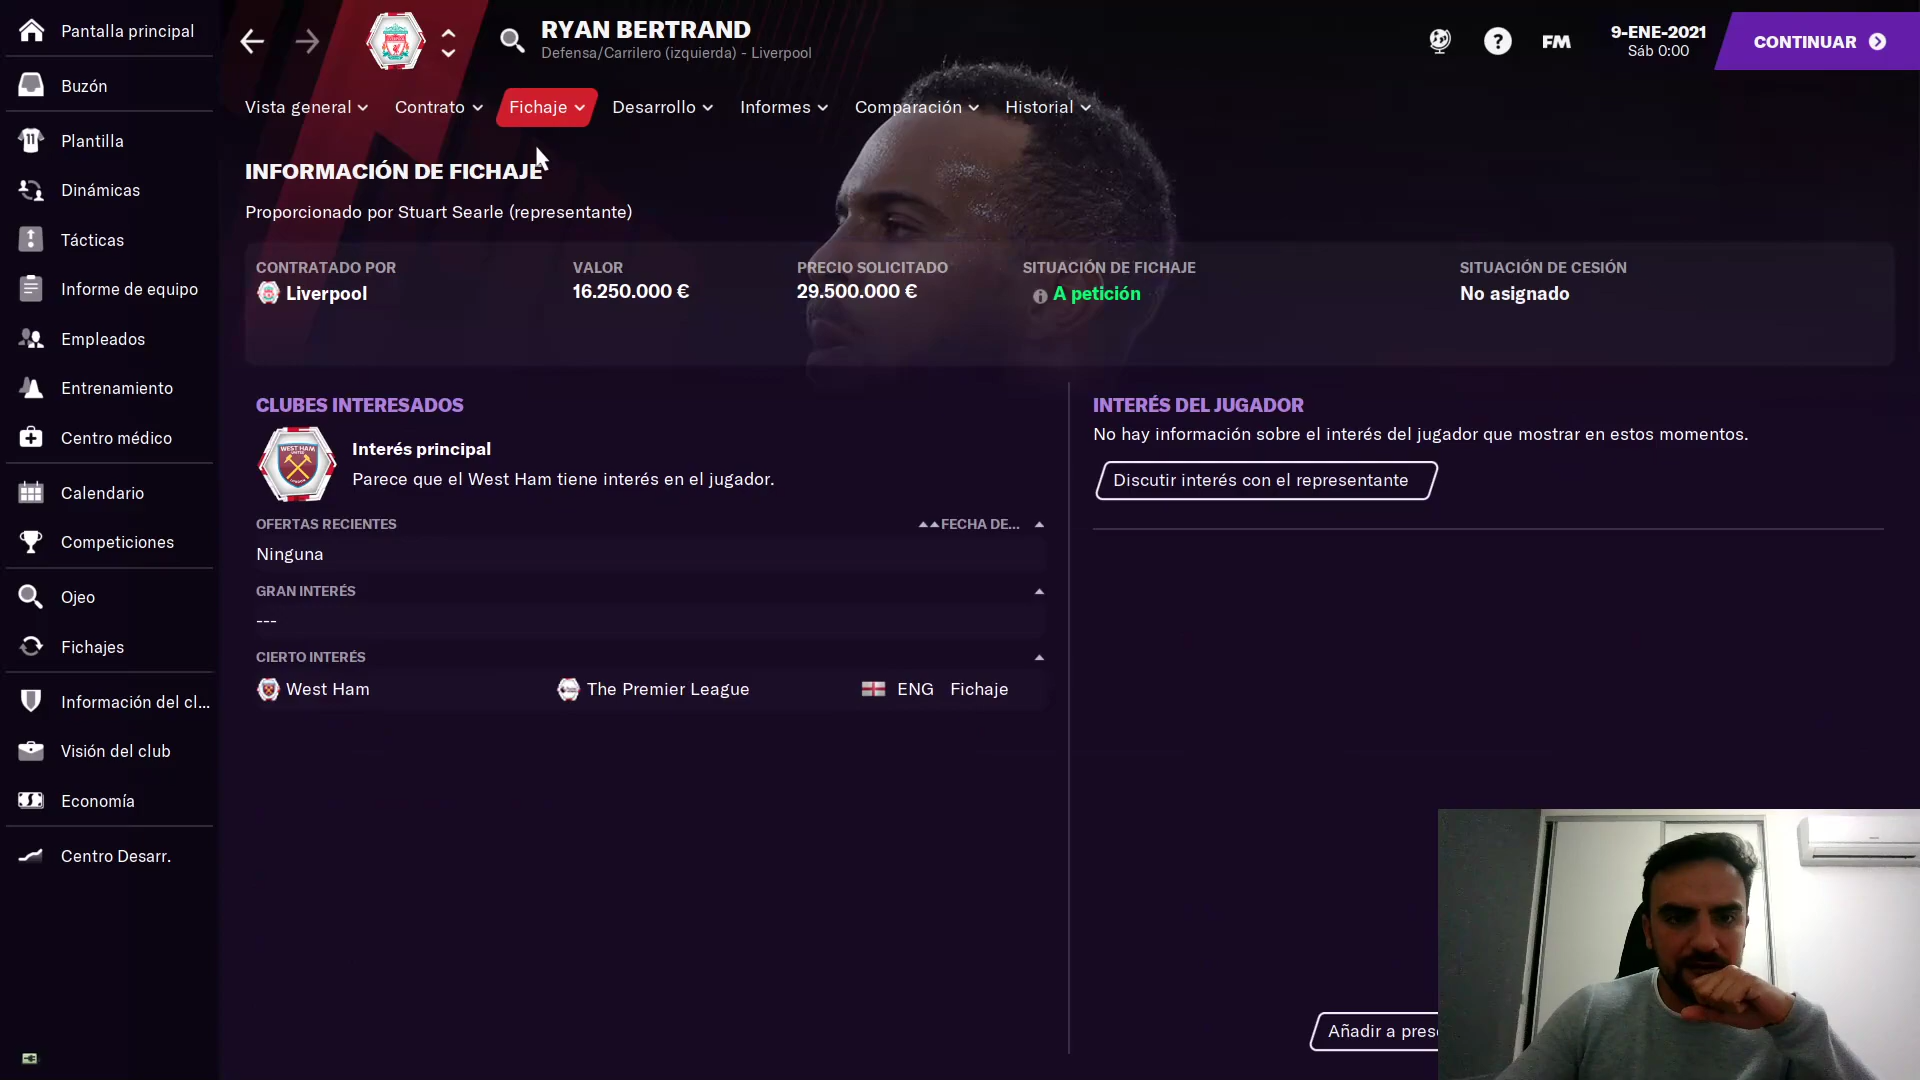 Pantalla principal
Buzón
Plantilla
Dinámicas
Tácticas
Informe de equipo
Empleados
Entrenamiento
Centro médico
Calendario
Competiciones
Ojeo
Fichajes
Información del cl...
Visión del club
Economía
Centro Desarr.
RYAN BERTRAND
Defensa/Carrilero (izquierda) - Liverpool
FM
9-ENE-2021
Sáb 0:00
CONTINUAR
Vista general
Contrato
Fichaje
Desarrollo
Informes
Comparación
Historial
INFORMACIÓN DE FICHAJE
Proporcionado por Stuart Searle (representante)
CONTRATADO POR
Liverpool
VALOR
16.250.000 €
PRECIO SOLICITADO
29.500.000 €
SITUACIÓN DE FICHAJE
A petición
SITUACIÓN DE CESIÓN
No asignado
CLUBES INTERESADOS
Interés principal
Parece que el West Ham tiene interés en el jugador.
OFERTAS RECIENTES
FECHA DE...
Ninguna
GRAN INTERÉS
---
CIERTO INTERÉS
West Ham
The Premier League
ENG
Fichaje
INTERÉS DEL JUGADOR
No hay información sobre el interés del jugador que mostrar en estos momentos.
Discutir interés con el representante
Añadir a pres